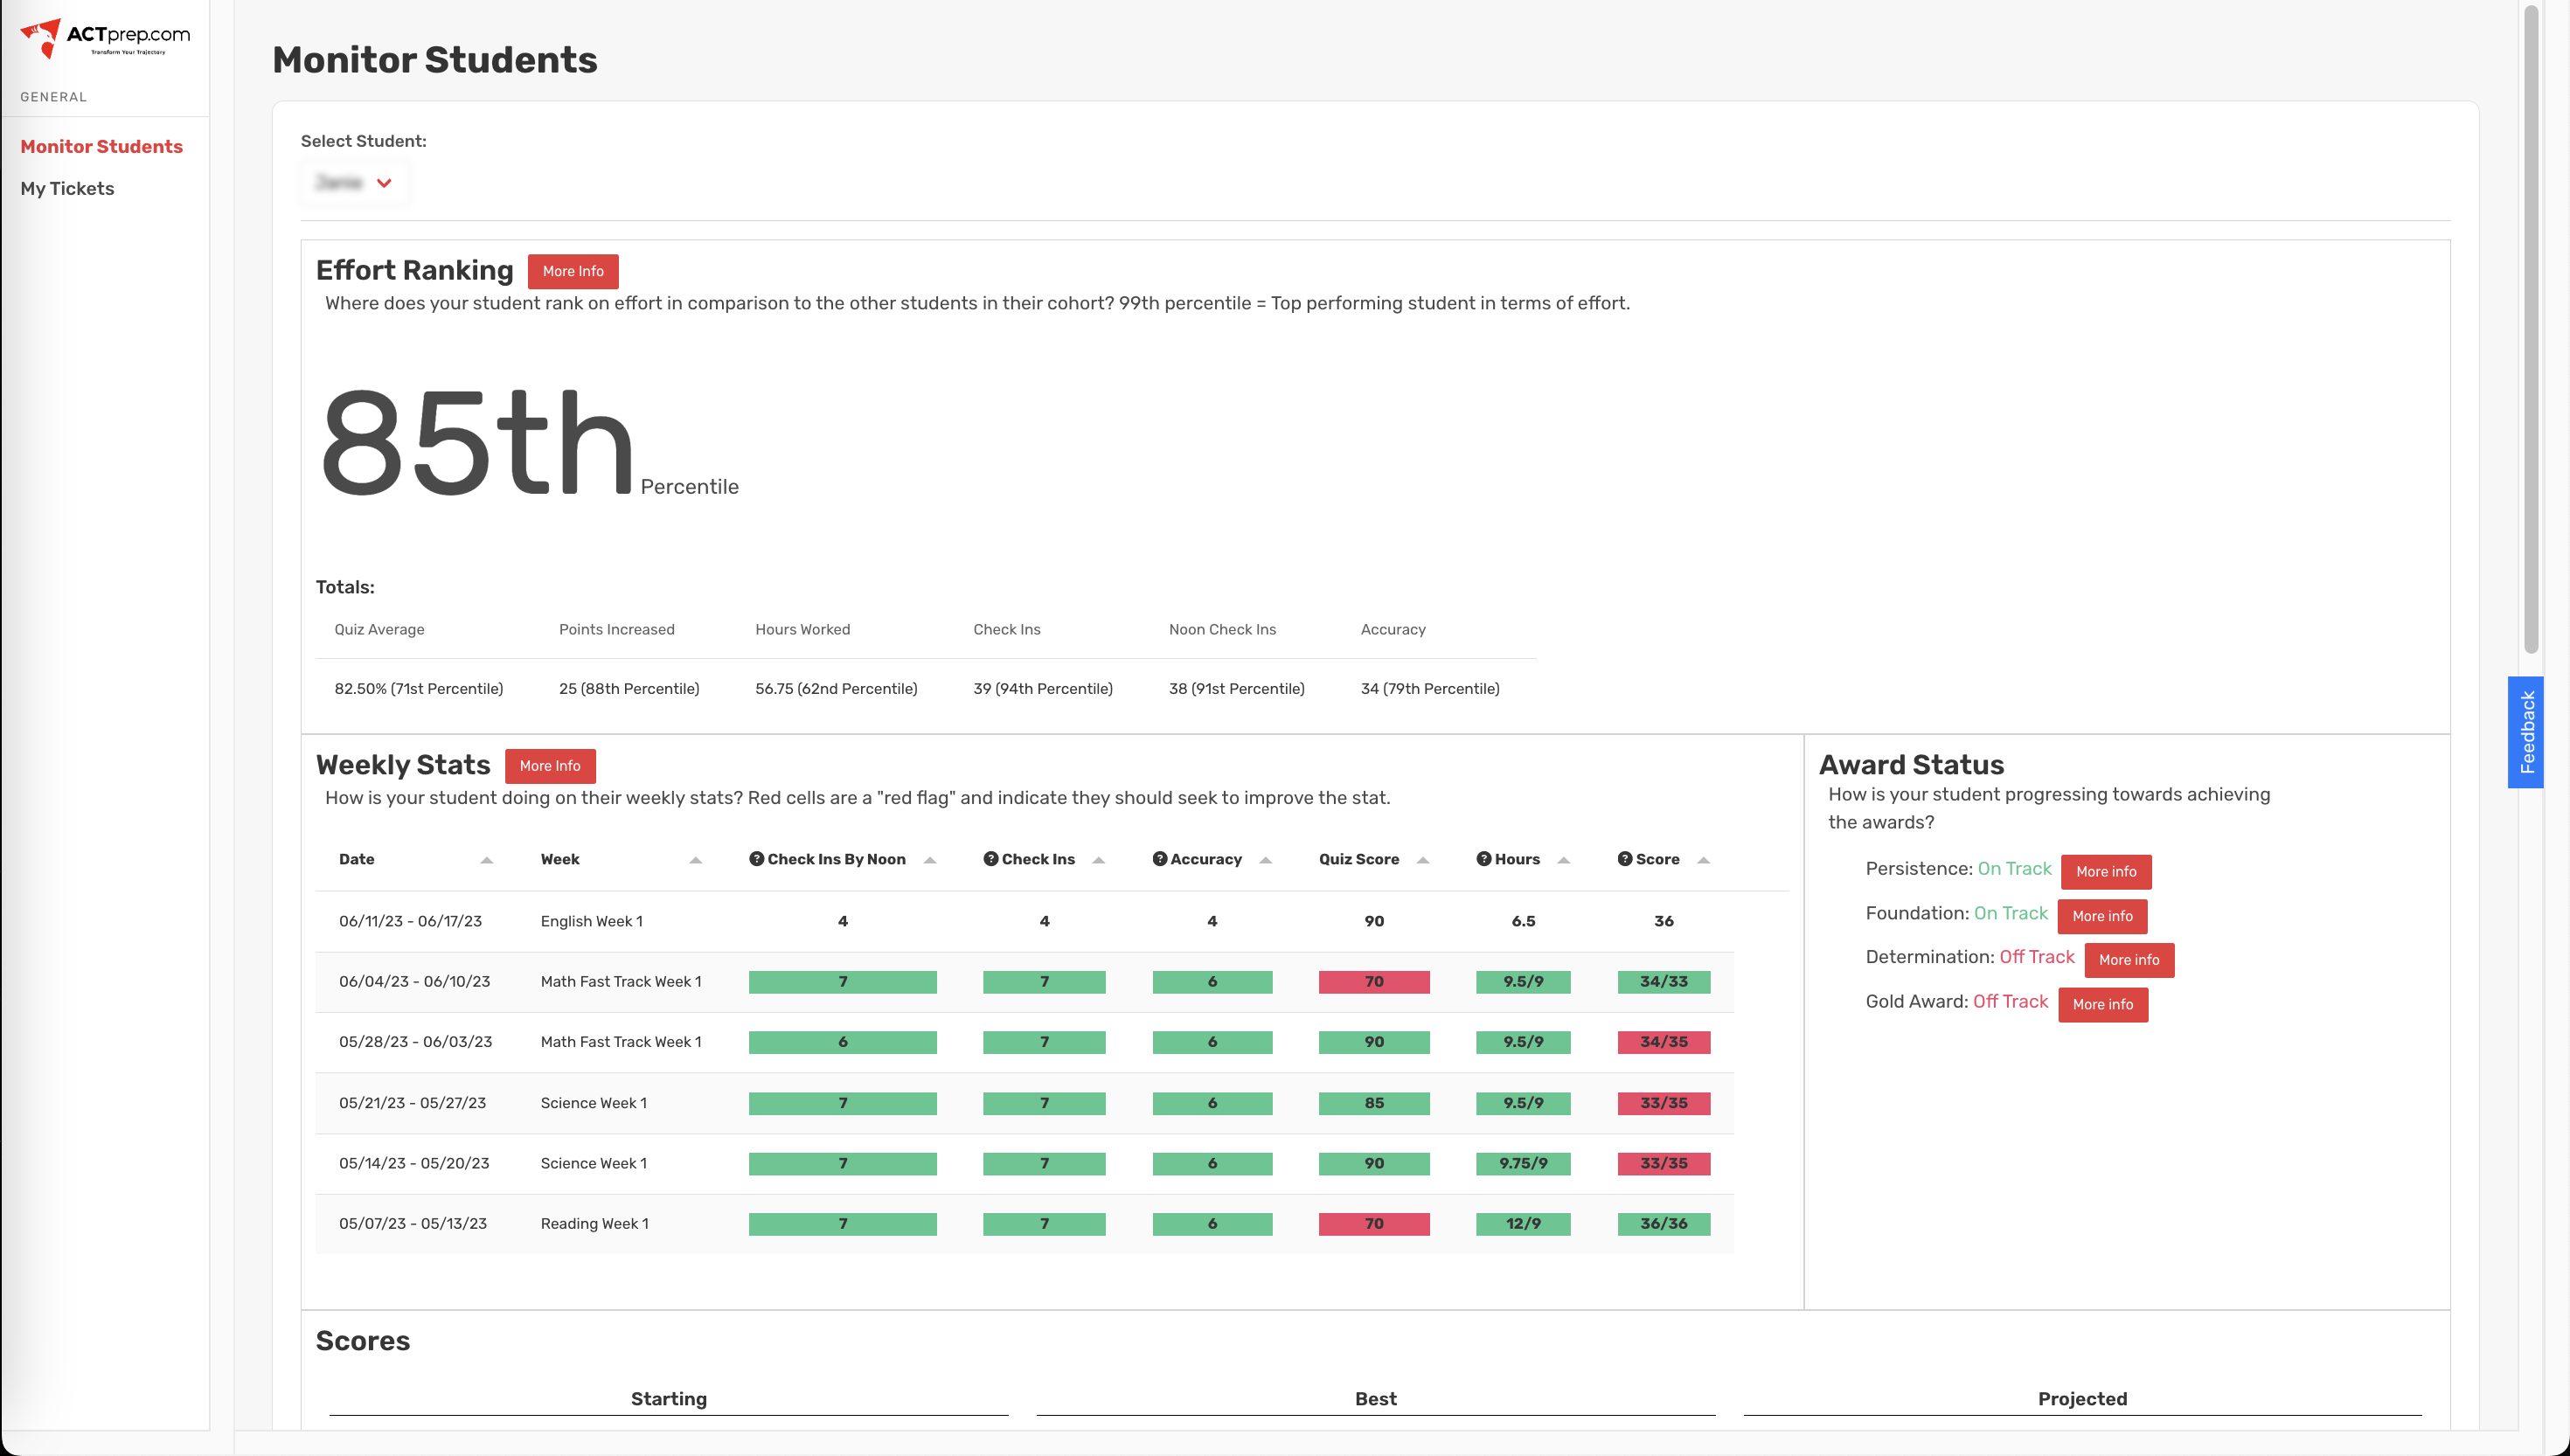 ACTprep.com
Transform Your Trajectory
GENERAL
Monitor Students
My Tickets
Monitor Students
Select Student:
Effort Ranking More Info
Where does your student rank on effort in comparison to the other students in their cohort? 99th percentile = Top performing student in terms of effort.
85th Percentile
Totals:
Quiz Average Points Increased Hours Worked Check Ins Noon Check Ins Accuracy
82.50% (71st Percentile) 25 (88th Percentile) 56.75 (62nd Percentile) 39 (94th Percentile) 38 (91st Percentile) 34 (79th Percentile)
Weekly Stats More Info
How is your student doing on their weekly stats? Red cells are a "red flag" and indicate they should seek to improve the stat.
Date Week ? Check Ins By Noon ? Check Ins ? Accuracy Quiz Score ? Hours ? Score
06/11/23 - 06/17/23 English Week 1 4 4 4 90 6.5 36
06/04/23 - 06/10/23 Math Fast Track Week 1 7 7 6 70 9.5/9 34/33
05/28/23 - 06/03/23 Math Fast Track Week 1 6 7 6 90 9.5/9 34/35
05/21/23 - 05/27/23 Science Week 1 7 7 6 85 9.5/9 33/35
05/14/23 - 05/20/23 Science Week 1 7 7 6 90 9.75/9 33/35
05/07/23 - 05/13/23 Reading Week 1 7 7 6 70 12/9 36/36
Award Status
How is your student progressing towards achieving
the awards?
Persistence: On Track More info
Foundation: On Track More info
Determination: Off Track More info
Gold Award: Off Track More info
Scores
Starting Best Projected
Feedback